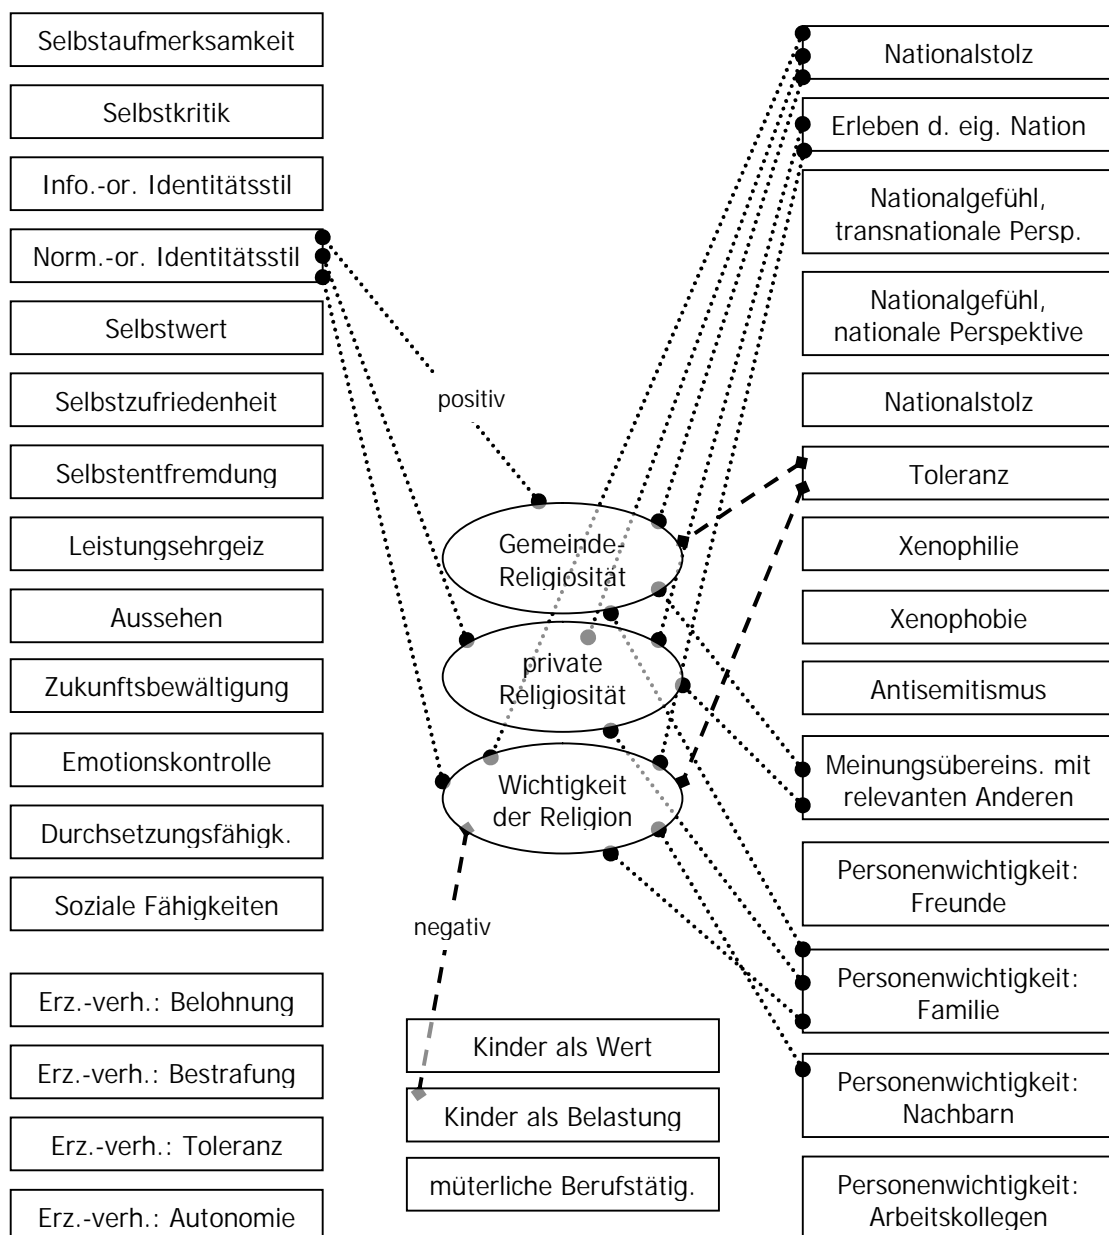 Selbstaufmerksamkeit
Selbstkritik
Info.-or. Identitätsstil
Norm.-or. Identitätsstil
Selbstwert
Selbstzufriedenheit
Selbstentfremdung
Leistungsehrgeiz
Aussehen
Zukunftsbewältigung
Emotionskontrolle
Durchsetzungsfähigk.
Soziale Fähigkeiten
Erz.-verh.: Belohnung
Erz.-verh.: Bestrafung
Erz.-verh.: Toleranz
Erz.-verh.: Autonomie
positiv
Gemeinde-
Religiosität
private
Religiosität
Wichtigkeit
der Religion
negativ
Kinder als Wert
Kinder als Belastung
müterliche Berufstätig.
Nationalstolz
Erleben d. eig. Nation
Nationalgefühl,
transnationale Persp.
Nationalgefühl,
nationale Perspektive
Nationalstolz
Toleranz
Xenophilie
Xenophobie
Antisemitismus
Meinungsübereins. mit
relevanten Anderen
Personenwichtigkeit:
Freunde
Personenwichtigkeit:
Familie
Personenwichtigkeit:
Nachbarn
Personenwichtigkeit:
Arbeitskollegen